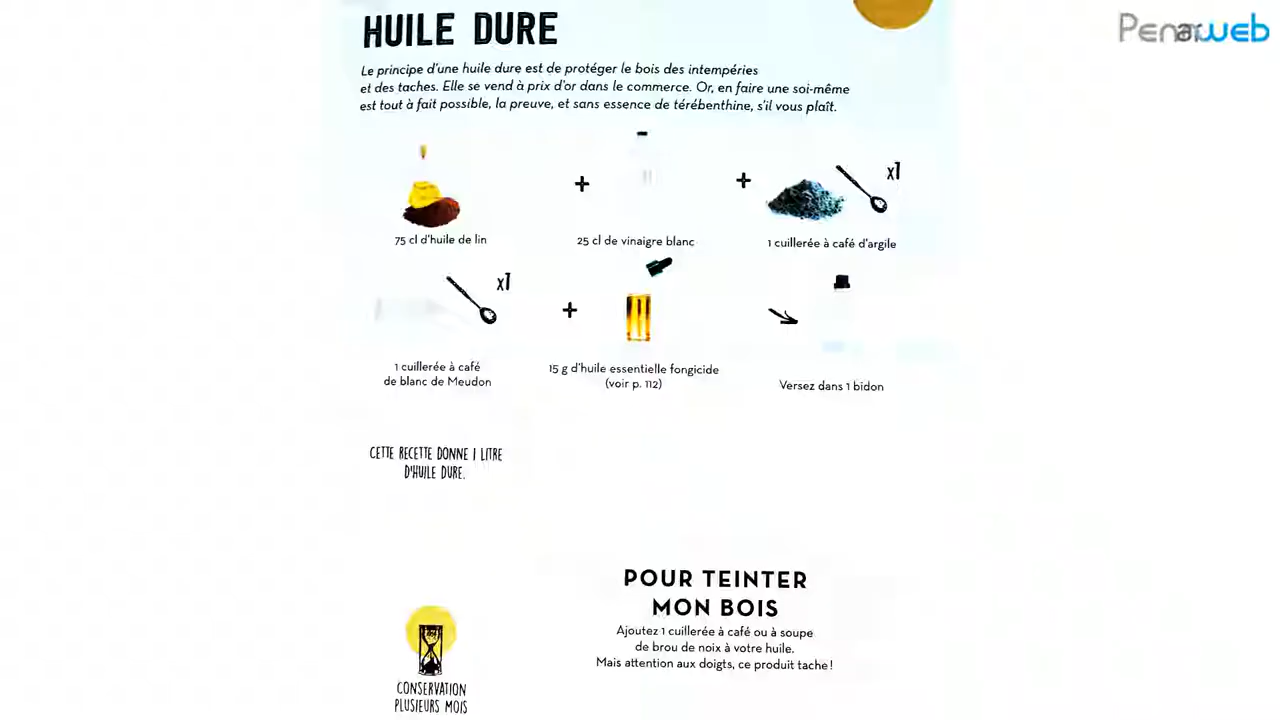 HUILE DURE
Le principe d'une huile dure est de protéger le bois des intempéries
et des taches. Elle se vend à prix d'or dans le commerce. Or, en faire une soi-même
est tout à fait possible, la preuve, et sans essence de térébenthine, s'il vous plaît.
+
+
x1
75 cl d'huile de lin
25 cl de vinaigre blanc
1 cuillerée à café d'argile
x1
+
1 cuillerée à café
de blanc de Meudon
15 g d'huile essentielle fongicide
(voir p. 112)
Versez dans 1 bidon
CETTE RECETTE DONNE 1 LITRE
D'HUILE DURE.
POUR TEINTER
MON BOIS
Ajoutez 1 cuillerée à café ou à soupe
de brou de noix à votre huile.
Mais attention aux doigts, ce produit tache !
CONSERVATION
PLUSIEURS MOIS